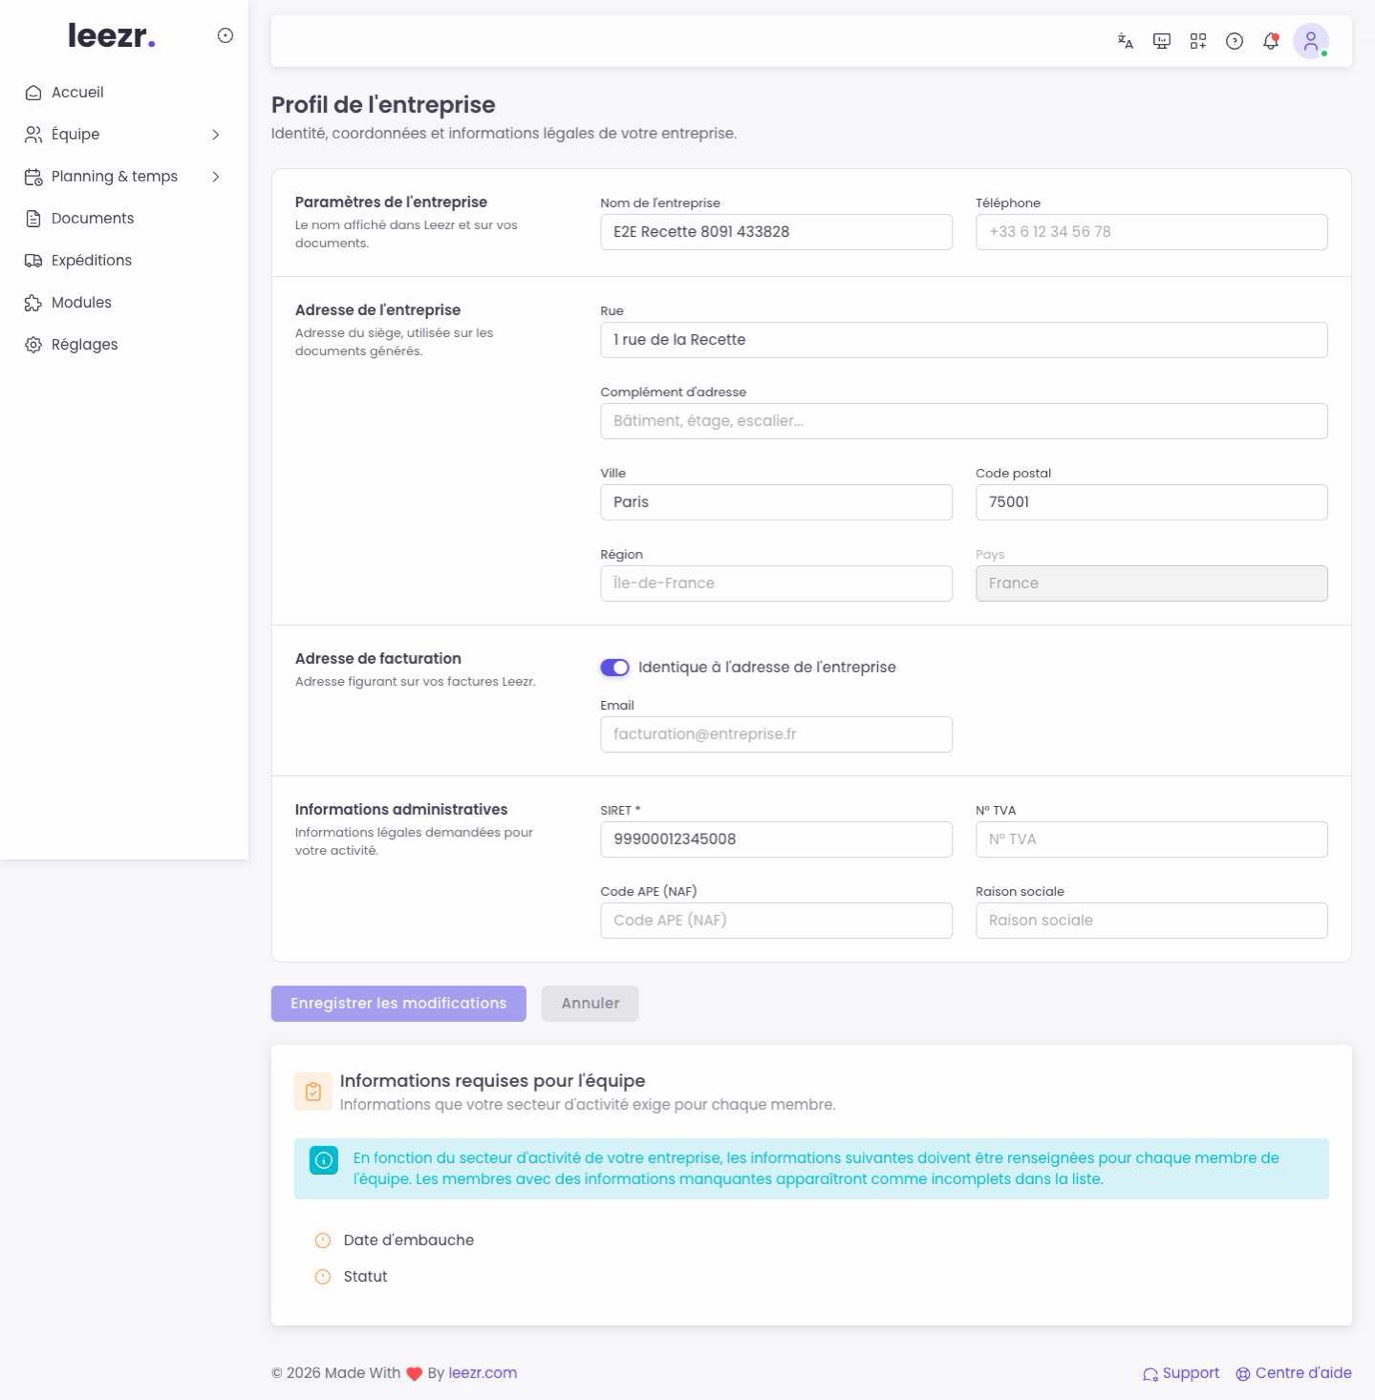 leezr.
Accueil
Équipe
Planning & temps
Documents
Expéditions
Modules
Réglages
Profil de l'entreprise
Identité, coordonnées et informations légales de votre entreprise.
Paramètres de l'entreprise
Le nom affiché dans Leezr et sur vos
documents.
Nom de l'entreprise
E2E Recette 8091 433828
Téléphone
+33 6 12 34 56 78
Adresse de l'entreprise
Adresse du siège, utilisée sur les
documents générés.
Rue
1 rue de la Recette
Complément d'adresse
Bâtiment, étage, escalier...
Ville
Paris
Code postal
75001
Région
Île-de-France
Pays
France
Adresse de facturation
Adresse figurant sur vos factures Leezr.
Identique à l'adresse de l'entreprise
Email
facturation@entreprise.fr
Informations administratives
Informations légales demandées pour
votre activité.
SIRET *
99900012345008
N° TVA
N° TVA
Code APE (NAF)
Code APE (NAF)
Raison sociale
Raison sociale
Enregistrer les modifications
Annuler
Informations requises pour l'équipe
Informations que votre secteur d'activité exige pour chaque membre.
En fonction du secteur d'activité de votre entreprise, les informations suivantes doivent être renseignées pour chaque membre de
l'équipe. Les membres avec des informations manquantes apparaîtront comme incomplets dans la liste.
Date d'embauche
Statut
© 2026 Made With ❤ By leezr.com
Support
Centre d'aide